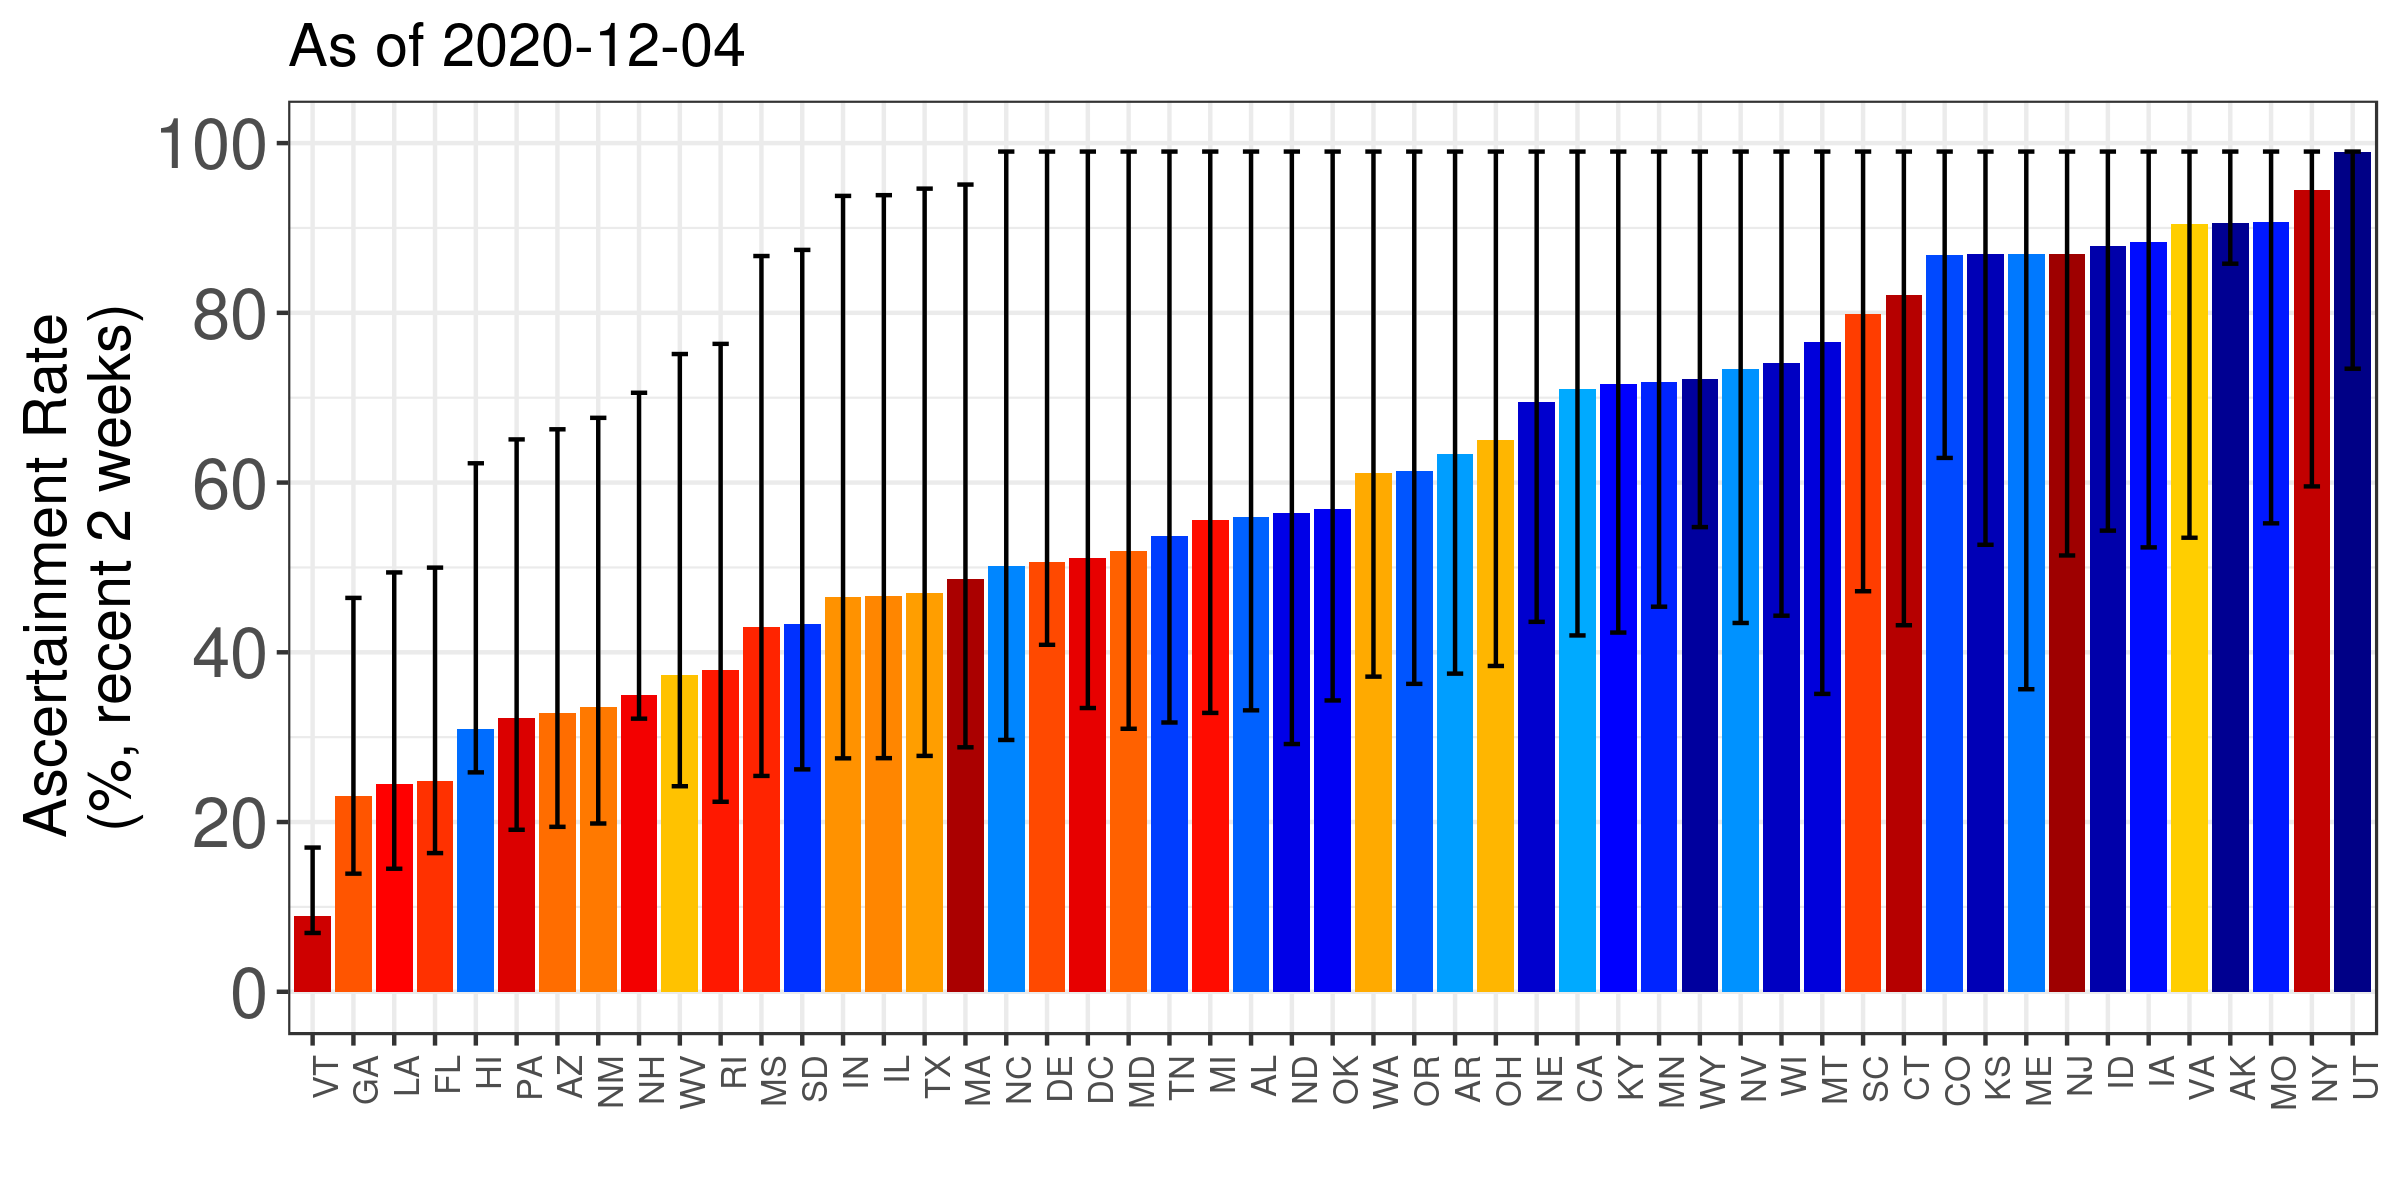 As of 2020-12-04
Ascertainment Rate
(%, recent 2 weeks)
100
80
60
40
20
0
VT GA LA FL HI PA AZ NM NH WV RI MS SD IN IL TX MA NC DE DC MD TN MI AL ND OK WA OR AR OH NE CA KY MN WY NV WI MT SC CT CO KS ME NJ ID IA VA AK MO NY UT